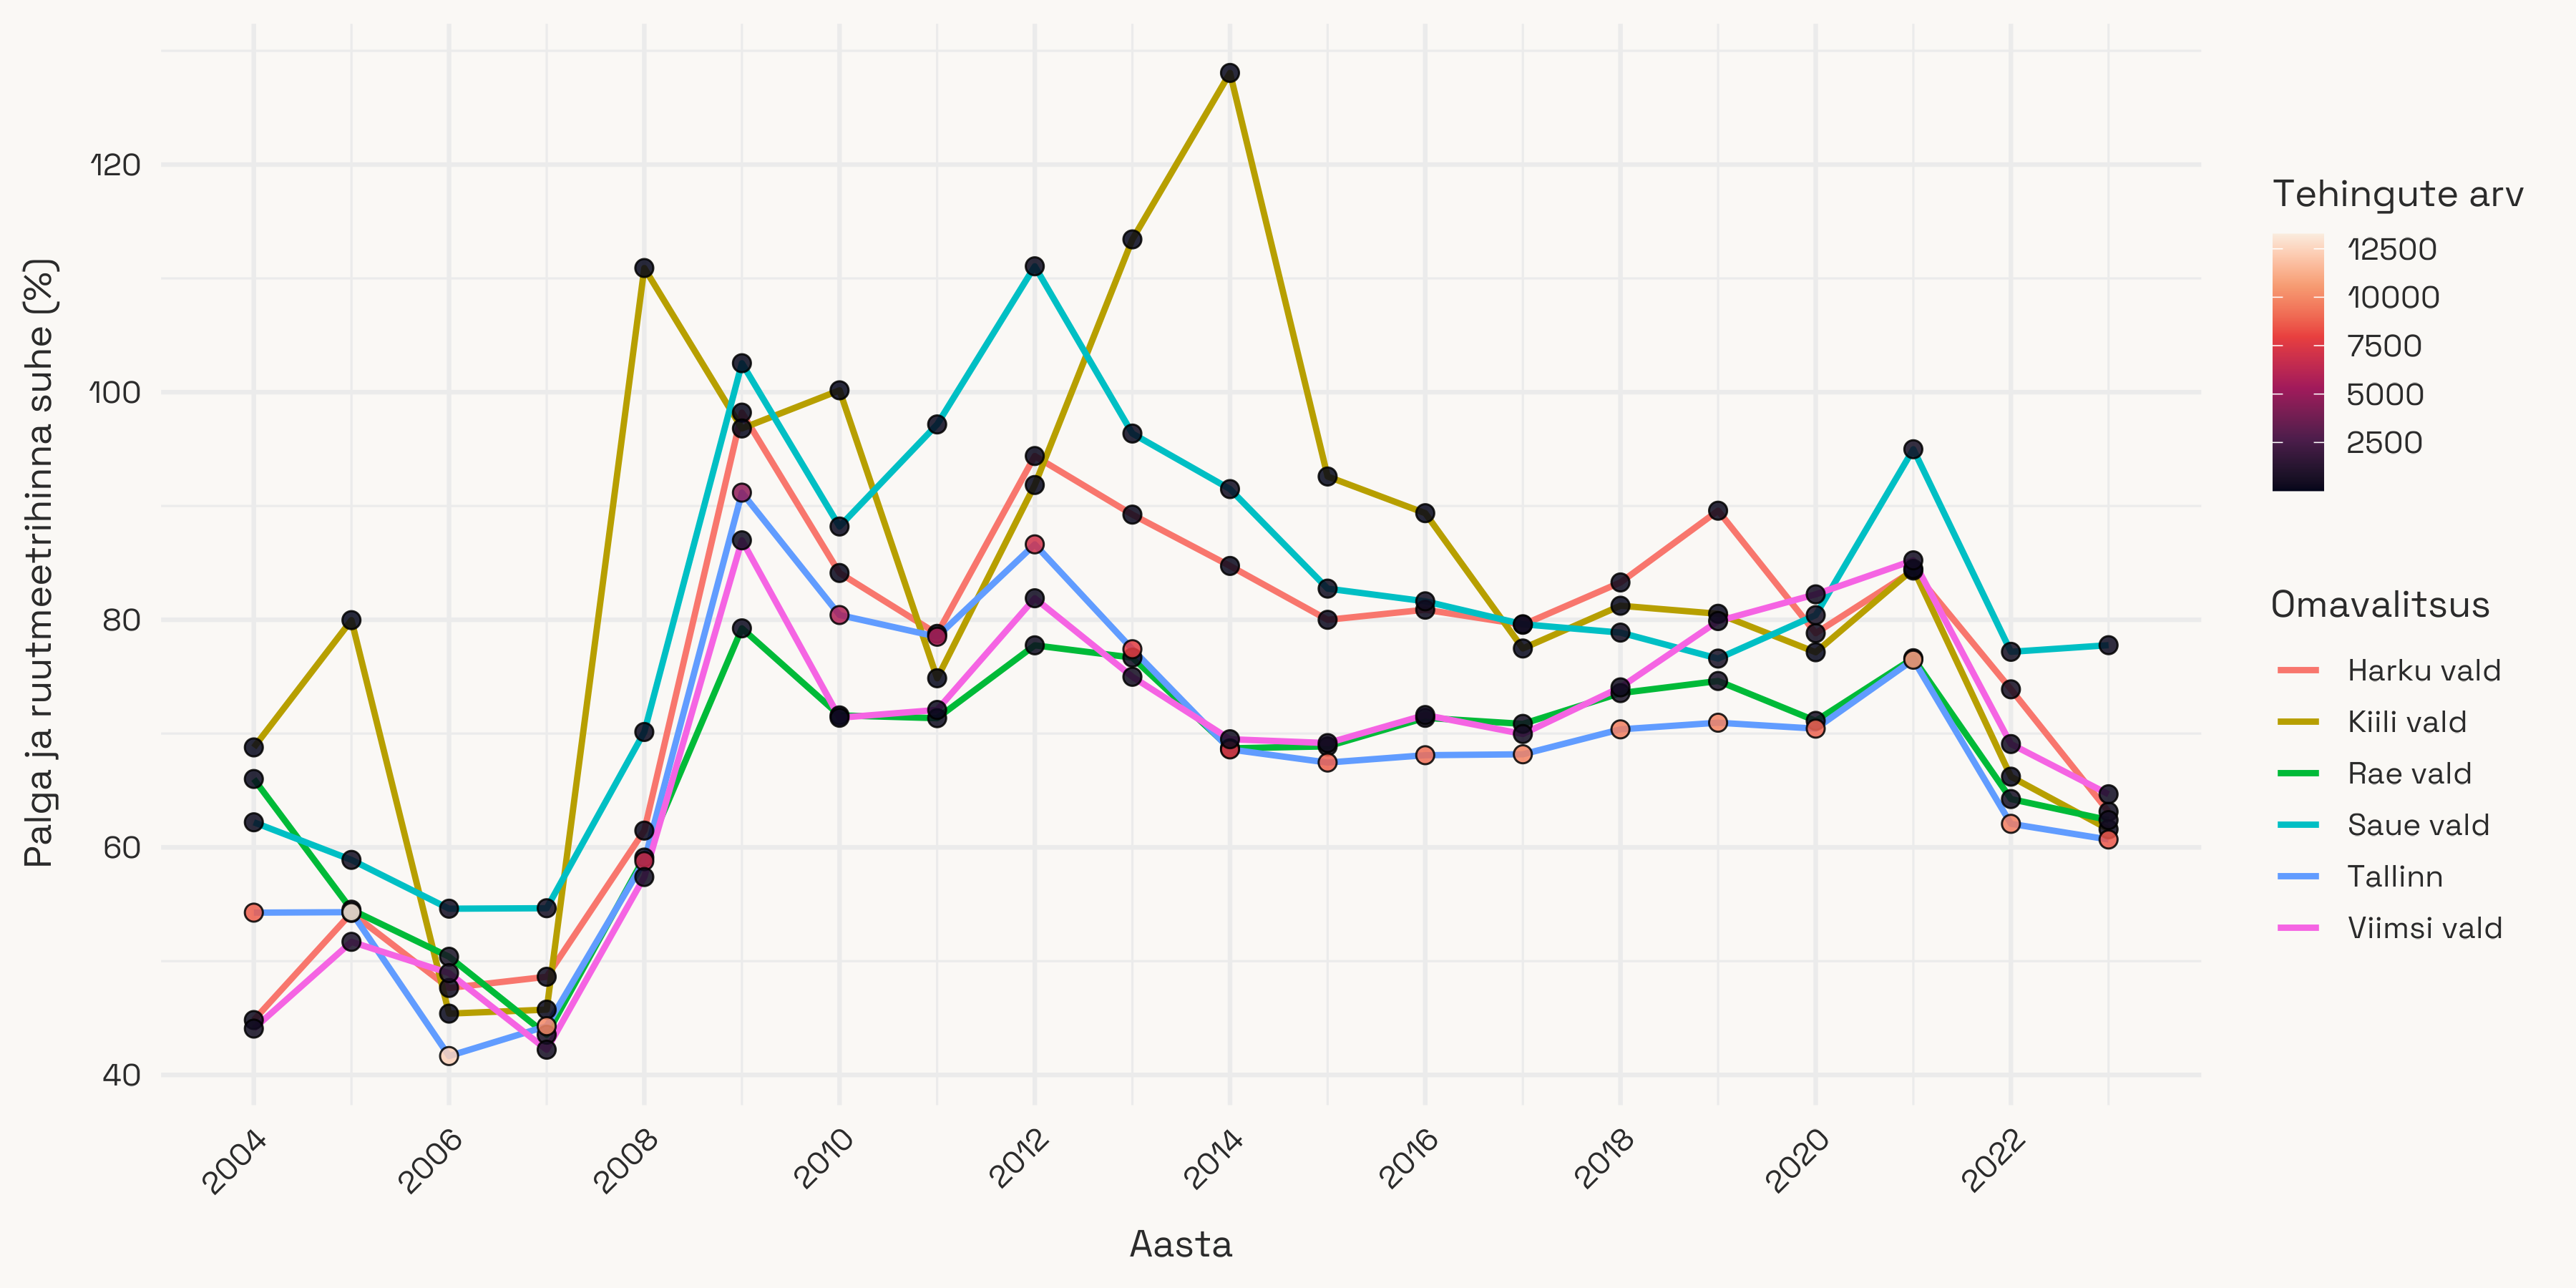 Palga ja ruutmeetrihinna suhe (%)
120
100
80
60
40
2004
2006
2008
2010
2012
2014
2016
2018
2020
2022
Aasta
Tehingute arv
12500
10000
7500
5000
2500
Omavalitsus
Harku vald
Kiili vald
Rae vald
Saue vald
Tallinn
Viimsi vald